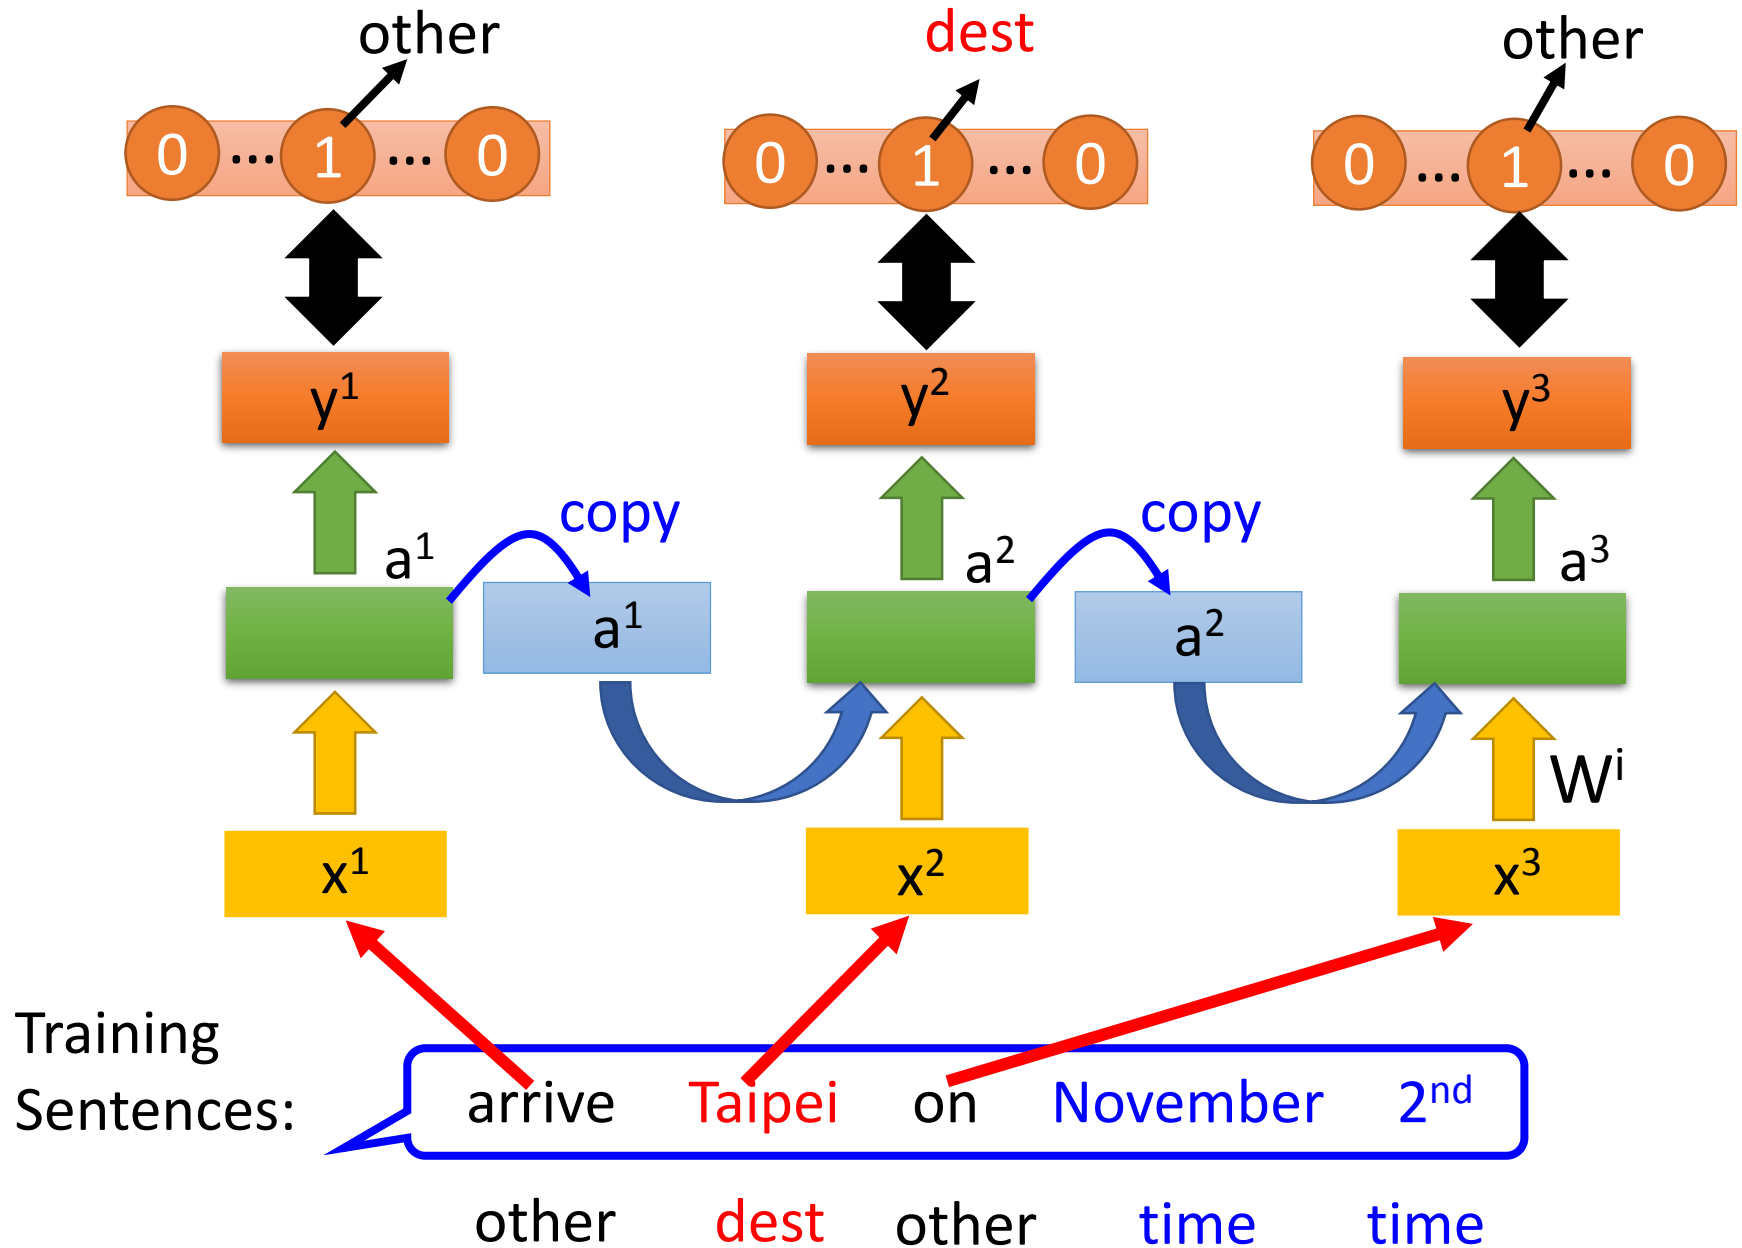 other dest other
0 ... 1 ... 0 0 ... 1 ... 0 0 ... 1 ... 0
y¹ y² y³
copy copy
a¹ a² a³
a¹ a²
Wⁱ
x¹ x² x³
Training
Sentences:
arrive Taipei on November 2ⁿᵈ
other dest other time time